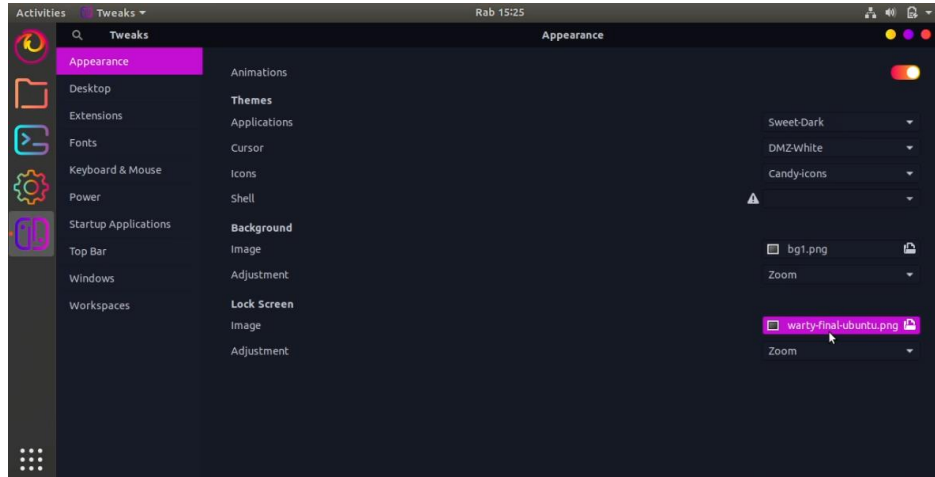 Activities Tweaks Rab 15:25
Tweaks Appearance
Appearance
Desktop
Extensions
Fonts
Keyboard & Mouse
Power
Startup Applications
Top Bar
Windows
Workspaces
Animations
Themes
Applications Sweet-Dark
Cursor DMZ-White
Icons Candy-icons
Shell
Background
Image bg1.png
Adjustment Zoom
Lock Screen
Image warty-final-ubuntu.png
Adjustment Zoom